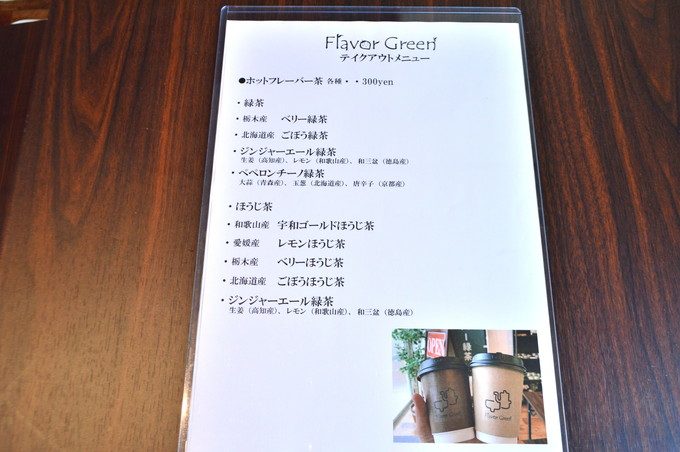 Flavor Green
テイクアウトメニュー
●ホットフレーバー茶 各種・・300yen
・緑茶
・栃木産 ベリー緑茶
・北海道産 ごぼう緑茶
・ジンジャーエール緑茶
生姜(高知産)、レモン(和歌山産)、和三盆(徳島産)
・ペペロンチーノ緑茶
大蒜(青森産)、玉葱(北海道産)、唐辛子(京都産)
・ほうじ茶
・和歌山産 宇和ゴールドほうじ茶
・愛媛産 レモンほうじ茶
・栃木産 ベリーほうじ茶
・北海道産 ごぼうほうじ茶
・ジンジャーエール緑茶
生姜(高知産)、レモン(和歌山産)、和三盆(徳島産)
OPEN
緑茶
Flavor Green
Flavor Green